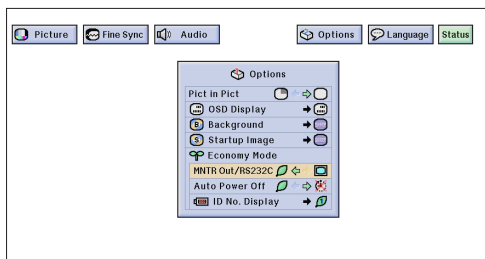 Picture Fine Sync Audio Options Language Status
Options
Pict in Pict
OSD Display
B Background
S Startup Image
Economy Mode
MNTR Out/RS232C
Auto Power Off
ID No. Display 1